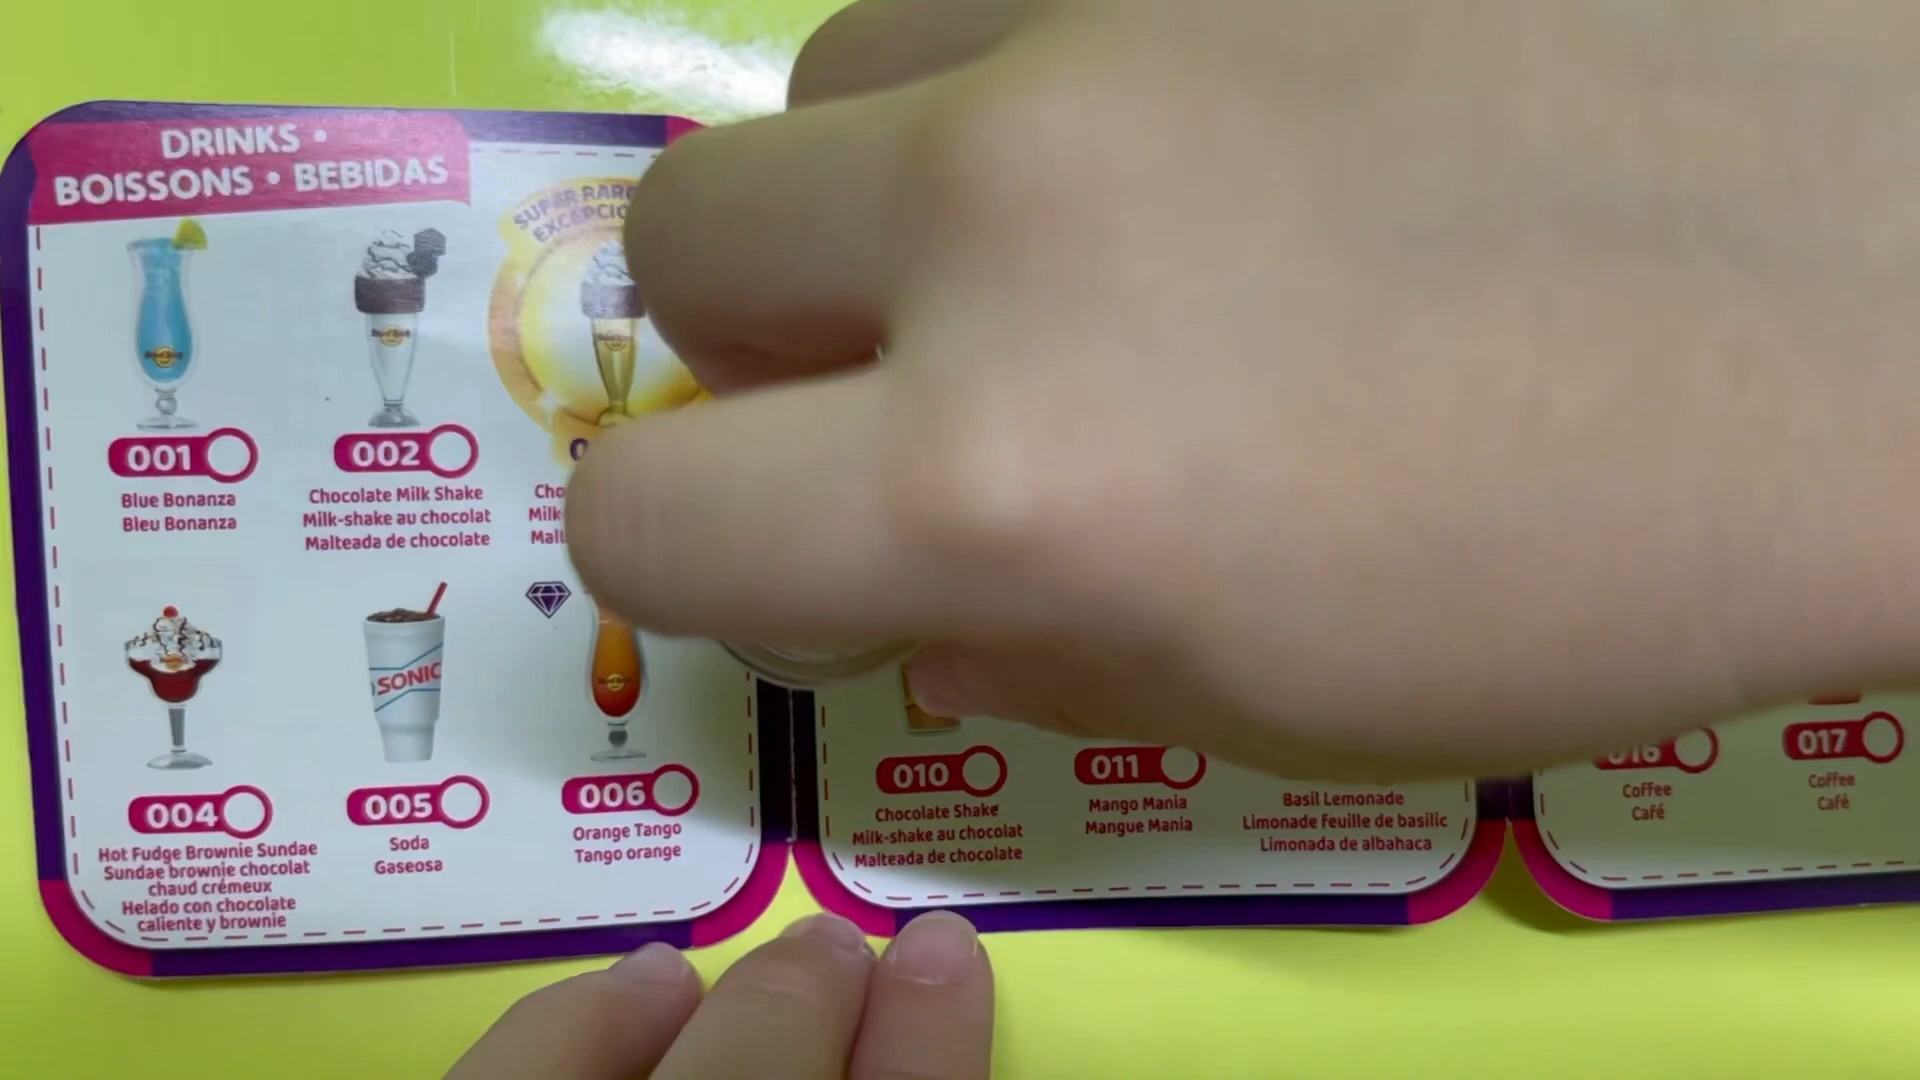 DRINKS •
BOISSONS • BEBIDAS
SUPER RARE
001
Blue Bonanza
Bleu Bonanza
002
Chocolate Milk Shake
Milk-shake au chocolat
Malteada de chocolate
004
Hot Fudge Brownie Sundae
Sundae brownie chocolat
chaud crémeux
Helado con chocolate
caliente y brownie
SONIC
005
Soda
Gaseosa
006
Orange Tango
Tango orange
010
Chocolate Shake
Milk-shake au chocolat
Malteada de chocolate
011
Mango Mania
Mangue Mania
Basil Lemonade
Limonade feuille de basilic
Limonada de albahaca
016
Coffee
Café
017
Coffee
Café